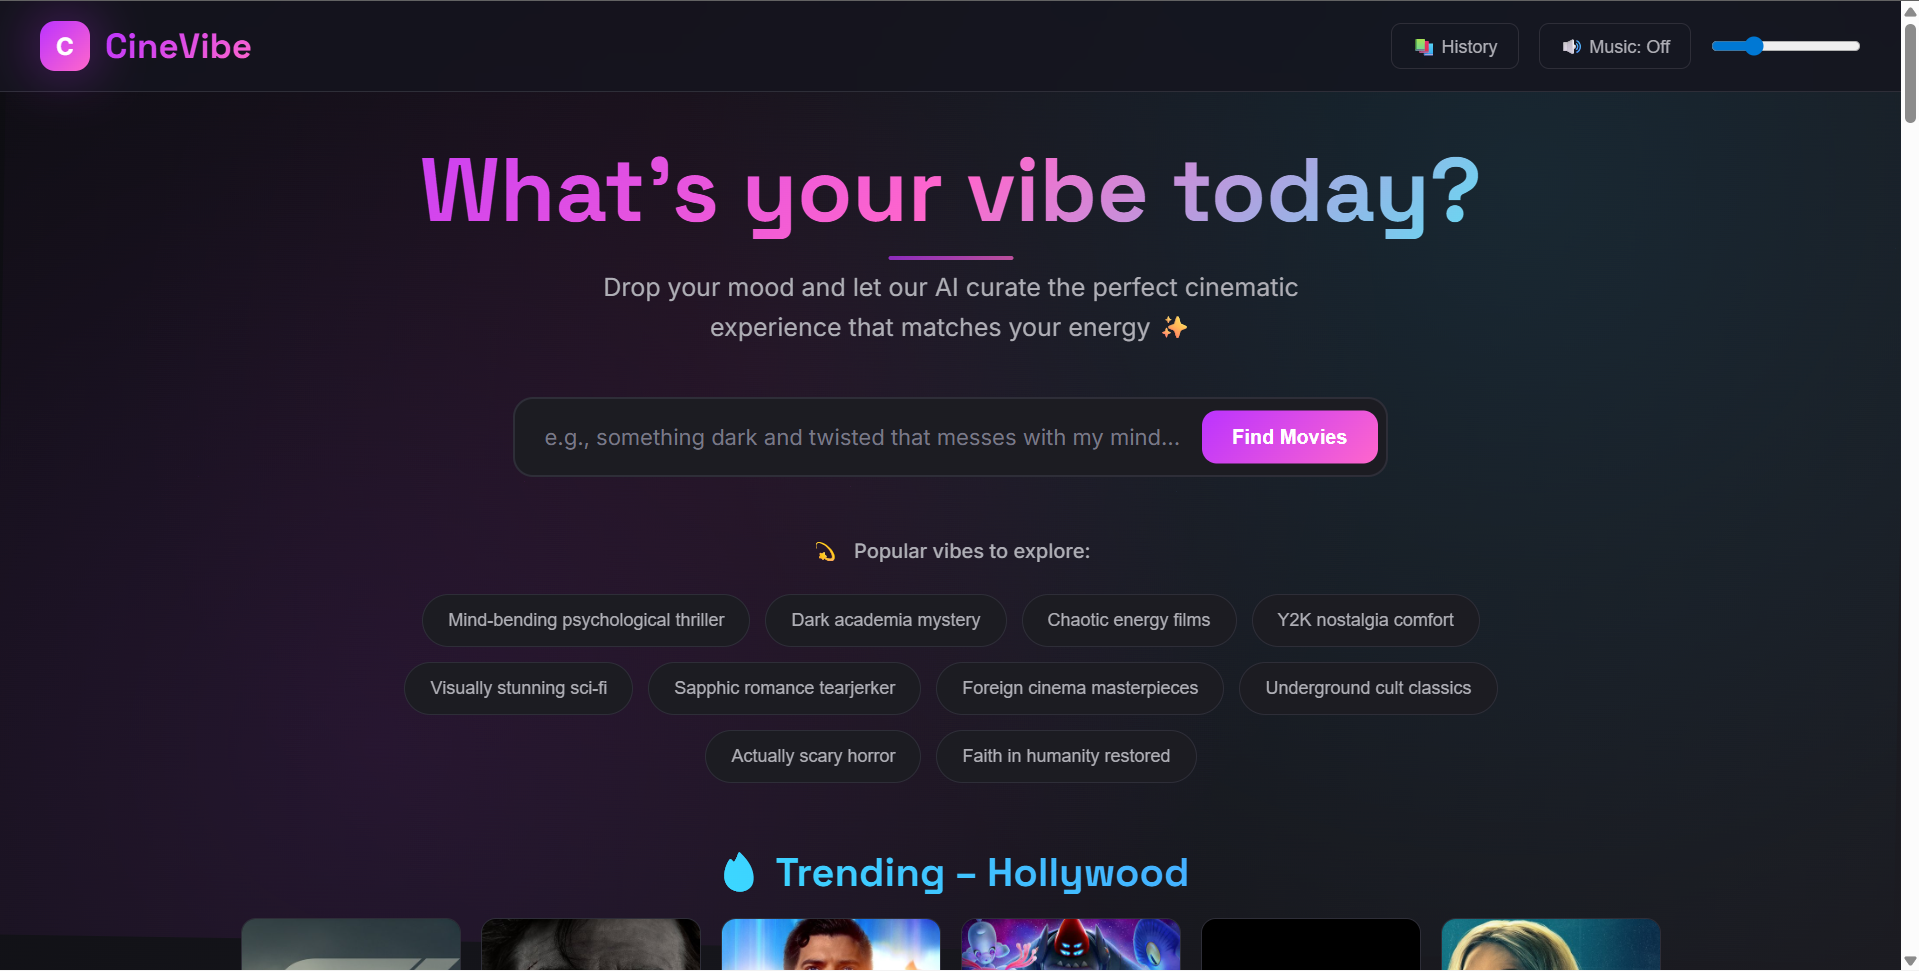 C CineVibe
History
Music: Off
What's your vibe today?
Drop your mood and let our AI curate the perfect cinematic
experience that matches your energy ✨
e.g., something dark and twisted that messes with my mind...
Find Movies
Popular vibes to explore:
Mind-bending psychological thriller
Dark academia mystery
Chaotic energy films
Y2K nostalgia comfort
Visually stunning sci-fi
Sapphic romance tearjerker
Foreign cinema masterpieces
Underground cult classics
Actually scary horror
Faith in humanity restored
Trending – Hollywood